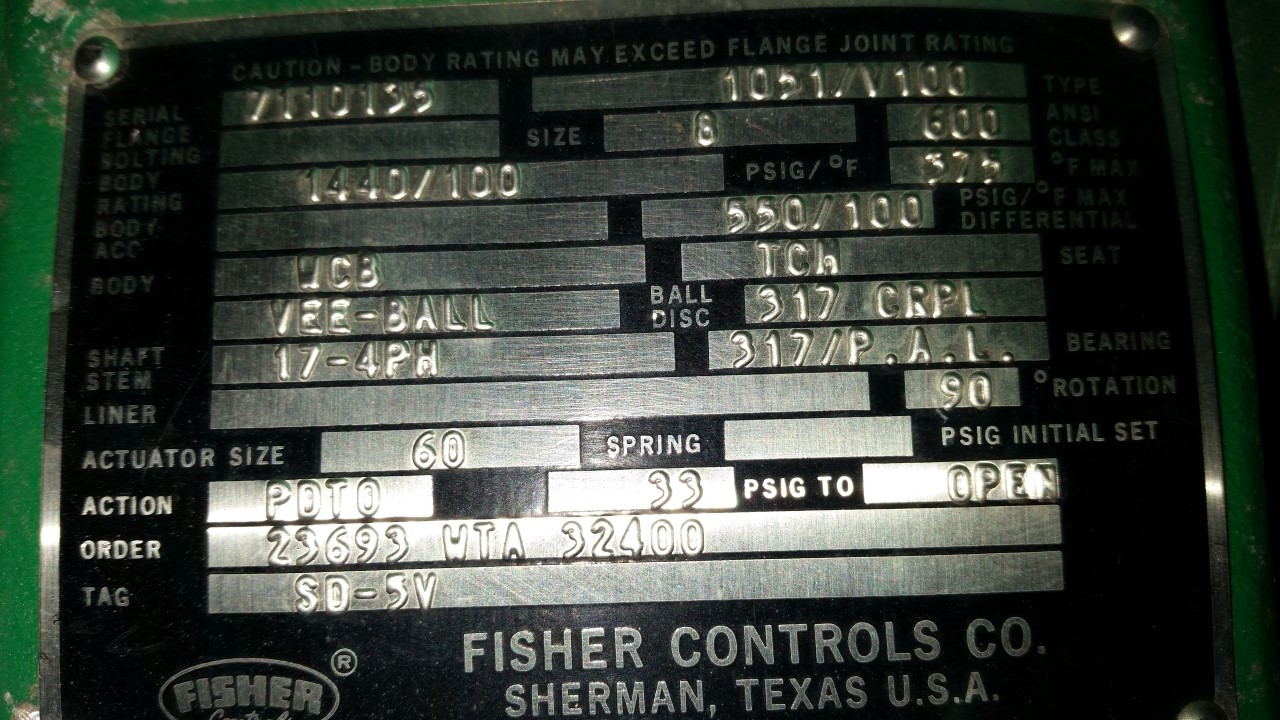 CAUTION - BODY RATING MAY EXCEED FLANGE JOINT RATING
SERIAL 7110135 1051/V100 TYPE
FLANGE BOLTING SIZE 8 600 ANSI CLASS
BODY RATING 1440/100 PSIG/°F 375 °F MAX
BODY ACC 550/100 PSIG/°F MAX DIFFERENTIAL
BODY WCB TCM SEAT
VEE-BALL BALL DISC 317 CRPL
SHAFT STEM 17-4PH 317/P.A.L. BEARING
LINER 90 °ROTATION
ACTUATOR SIZE 60 SPRING PSIG INITIAL SET
ACTION PDTO 33 PSIG TO OPEN
ORDER 23693 WTA 32400
TAG SD-5V
FISHER CONTROLS CO.
SHERMAN, TEXAS U.S.A.
FISHER ®
Controls